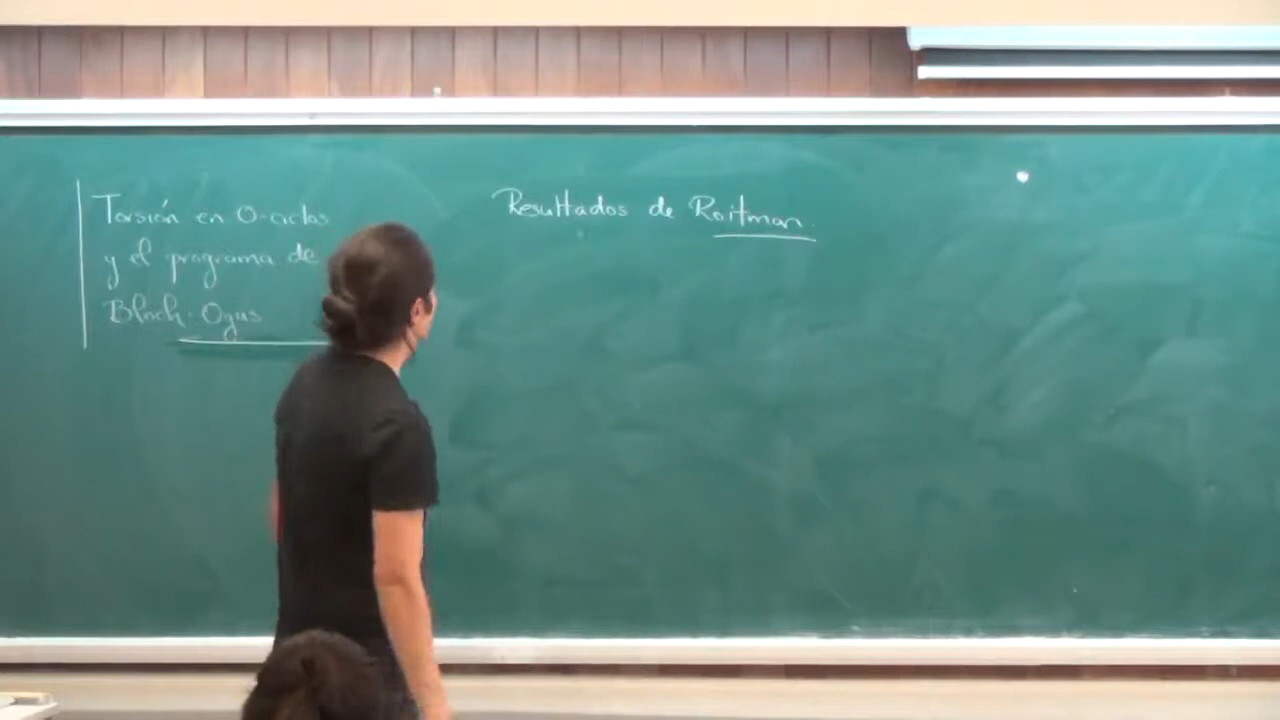 Torsión en 0-ciclos
y el programa de
Bloch-Ogus
Resultados de Roitman.